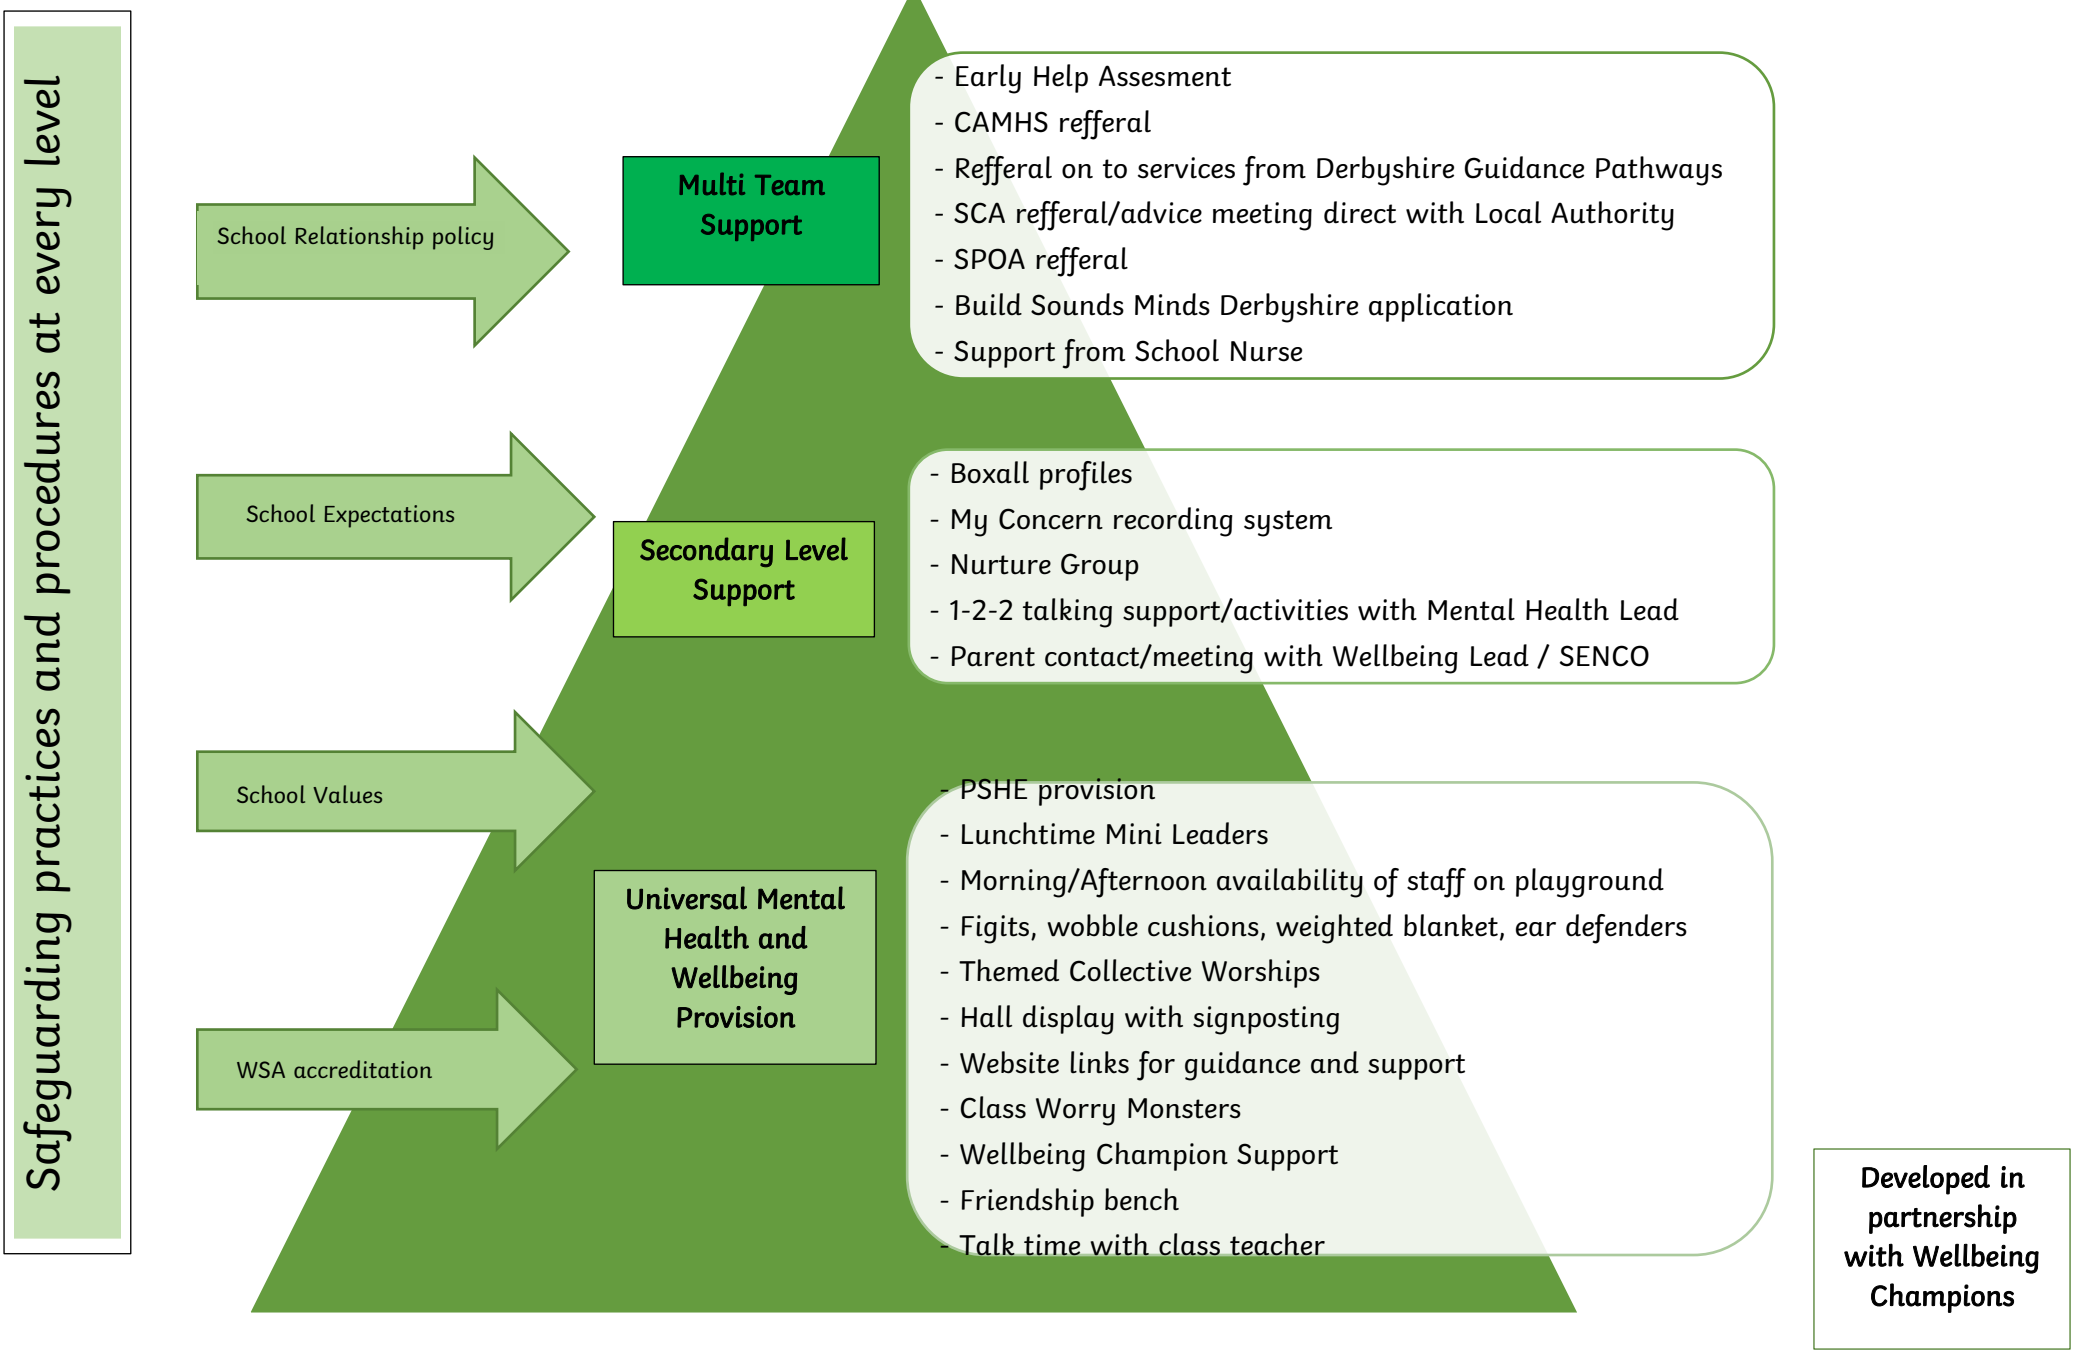 Safeguarding practices and procedures at every level
School Relationship policy
School Expectations
School Values
WSA accreditation
Multi Team
Support
- Early Help Assesment
- CAMHS refferal
- Refferal on to services from Derbyshire Guidance Pathways
- SCA refferal/advice meeting direct with Local Authority
- SPOA refferal
- Build Sounds Minds Derbyshire application
- Support from School Nurse
Secondary Level
Support
- Boxall profiles
- My Concern recording system
- Nurture Group
- 1-2-2 talking support/activities with Mental Health Lead
- Parent contact/meeting with Wellbeing Lead / SENCO
Universal Mental
Health and
Wellbeing
Provision
- PSHE provision
- Lunchtime Mini Leaders
- Morning/Afternoon availability of staff on playground
- Figits, wobble cushions, weighted blanket, ear defenders
- Themed Collective Worships
- Hall display with signposting
- Website links for guidance and support
- Class Worry Monsters
- Wellbeing Champion Support
- Friendship bench
- Talk time with class teacher
Developed in
partnership
with Wellbeing
Champions